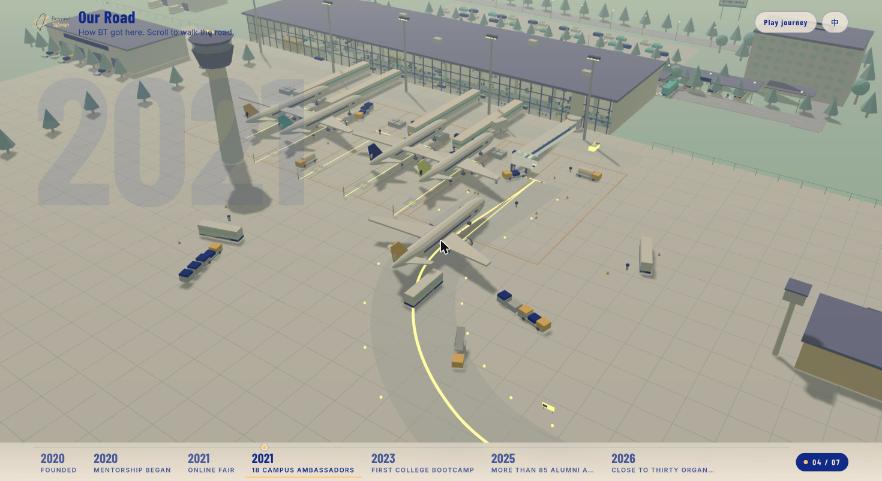 Our Road
How BT got here. Scroll to walk the road.
Play journey
中
2021
2020
FOUNDED
2020
MENTORSHIP BEGAN
2021
ONLINE FAIR
2021
18 CAMPUS AMBASSADORS
2023
FIRST COLLEGE BOOTCAMP
2025
MORE THAN 85 ALUMNI A...
2026
CLOSE TO THIRTY ORGAN...
04 / 07